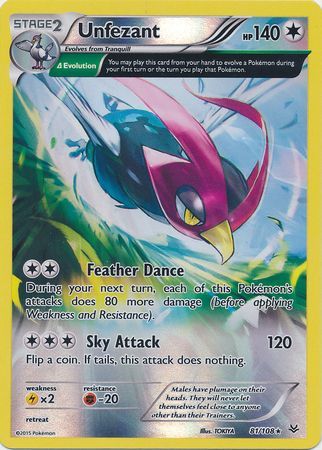 STAGE2
Unfezant
HP 140
Evolves from Tranquill
Δ Evolution
You may play this card from your hand to evolve a Pokémon during
your first turn or the turn you play that Pokémon.
Feather Dance
During your next turn, each of this Pokémon's
attacks does 80 more damage (before applying
Weakness and Resistance).
Sky Attack 120
Flip a coin. If tails, this attack does nothing.
weakness
×2
resistance
-20
retreat
Males have plumage on their
heads. They will never let
themselves feel close to anyone
other than their Trainers.
©2015 Pokémon
Illus. TOKIYA
81/108